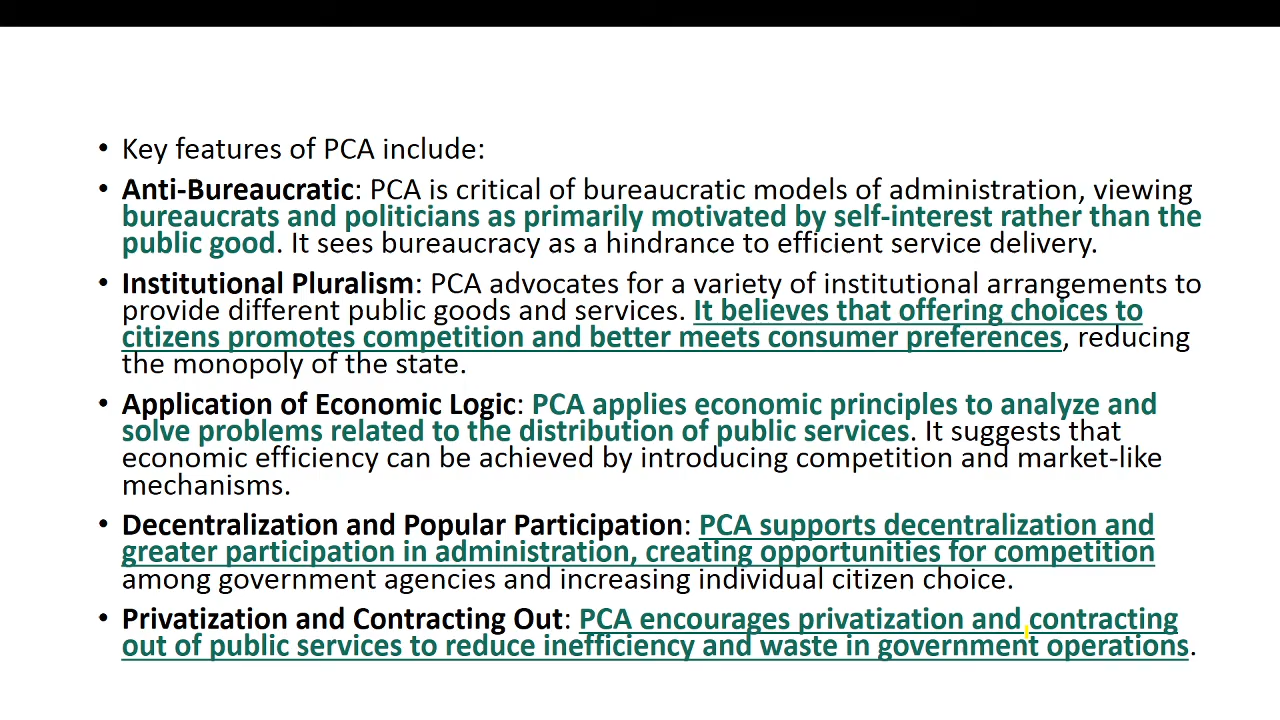 • Key features of PCA include:
• Anti-Bureaucratic: PCA is critical of bureaucratic models of administration, viewing
bureaucrats and politicians as primarily motivated by self-interest rather than the
public good. It sees bureaucracy as a hindrance to efficient service delivery.
• Institutional Pluralism: PCA advocates for a variety of institutional arrangements to
provide different public goods and services. It believes that offering choices to
citizens promotes competition and better meets consumer preferences, reducing
the monopoly of the state.
• Application of Economic Logic: PCA applies economic principles to analyze and
solve problems related to the distribution of public services. It suggests that
economic efficiency can be achieved by introducing competition and market-like
mechanisms.
• Decentralization and Popular Participation: PCA supports decentralization and
greater participation in administration, creating opportunities for competition
among government agencies and increasing individual citizen choice.
• Privatization and Contracting Out: PCA encourages privatization and contracting
out of public services to reduce inefficiency and waste in government operations.